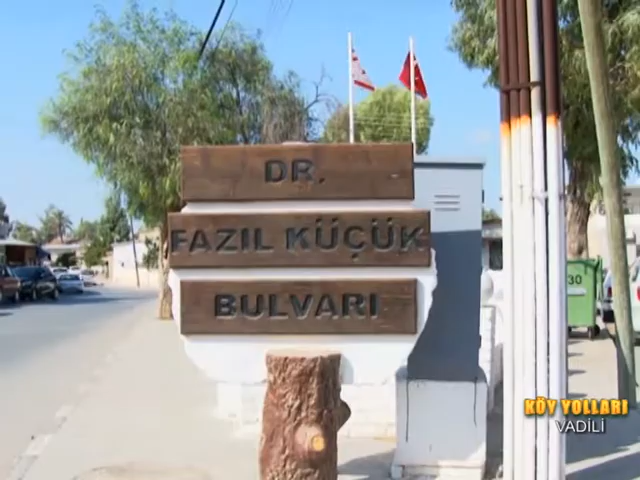 DR.
FAZIL KÜÇÜK
BULVARI
30
KÖY YOLLARI
VADİLİ